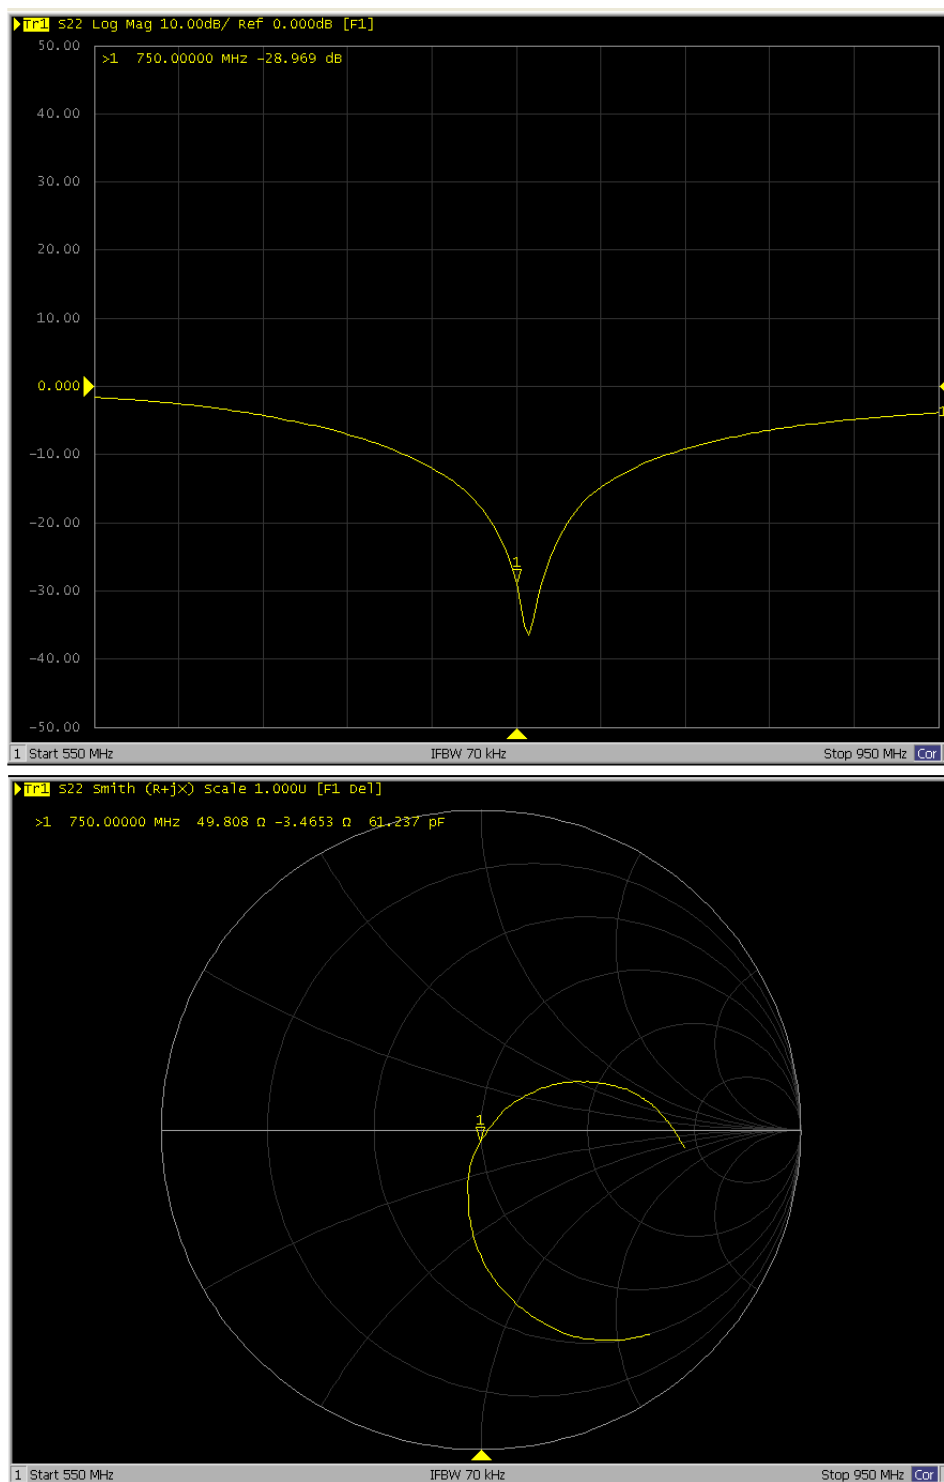 Tr1 S22 Log Mag 10.00dB/ Ref 0.000dB [F1]
50.00
>1 750.00000 MHz -28.969 dB
40.00
30.00
20.00
10.00
0.000
1
-10.00
-20.00
1
-30.00
-40.00
-50.00
1 Start 550 MHz IFBW 70 kHz Stop 950 MHz Cor
Tr1 S22 Smith (R+jX) Scale 1.000U [F1 Del]
>1 750.00000 MHz 49.808 Ω -3.4653 Ω 61.237 pF
1
1 Start 550 MHz IFBW 70 kHz Stop 950 MHz Cor